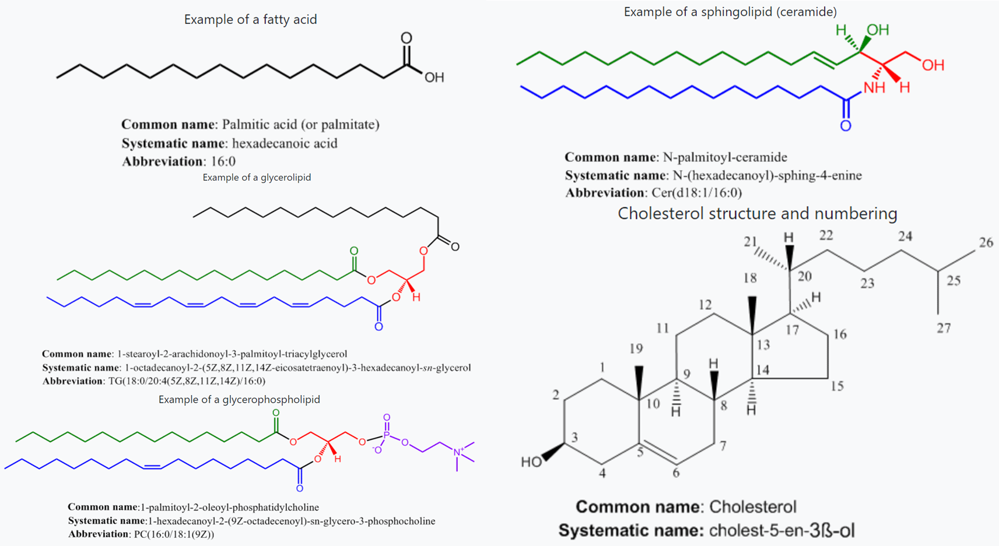 Example of a fatty acid
O
OH
Common name: Palmitic acid (or palmitate)
Systematic name: hexadecanoic acid
Abbreviation: 16:0
Example of a glycerolipid
O
O
O
O
O
H
O
Common name: 1-stearoyl-2-arachidonoyl-3-palmitoyl-triacylglycerol
Systematic name: 1-octadecanoyl-2-(5Z,8Z,11Z,14Z-eicosatetraenoyl)-3-hexadecanoyl-sn-glycerol
Abbreviation: TG(18:0/20:4(5Z,8Z,11Z,14Z)/16:0)
Example of a glycerophospholipid
O
O
O
O
P
O
-O
N+
O
H
O
Common name:1-palmitoyl-2-oleoyl-phosphatidylcholine
Systematic name:1-hexadecanoyl-2-(9Z-octadecenoyl)-sn-glycero-3-phosphocholine
Abbreviation: PC(16:0/18:1(9Z))
Example of a sphingolipid (ceramide)
H OH
OH
NH H
O
Common name: N-palmitoyl-ceramide
Systematic name: N-(hexadecanoyl)-sphing-4-enine
Abbreviation: Cer(d18:1/16:0)
Cholesterol structure and numbering
21 H 22 24 26
18 20 23 25
12 H
11 17 16 27
19 13
1 9 H 14
2 10 H 8 H 15
3 5 7
HO
4 6
Common name: Cholesterol
Systematic name: cholest-5-en-3ß-ol